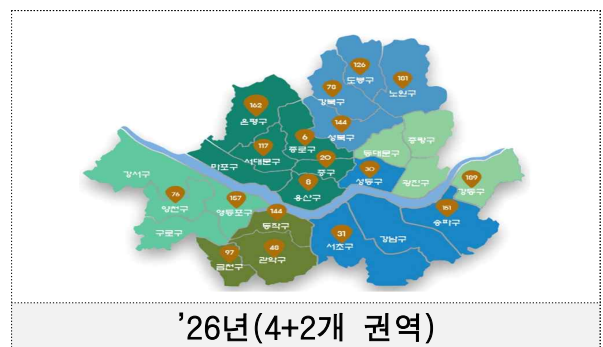 126
도봉구
181
노원구
78
강북구
162
은평구
144
성북구
6
종로구
중랑구
117
서대문구
동대문구
마포구
20
중구
30
성동구
강서구
8
용산구
광진구
189
강동구
76
양천구
157
영등포구
144
동작구
151
송파구
구로구
31
서초구
강남구
97
금천구
48
관악구
’26년(4+2개 권역)